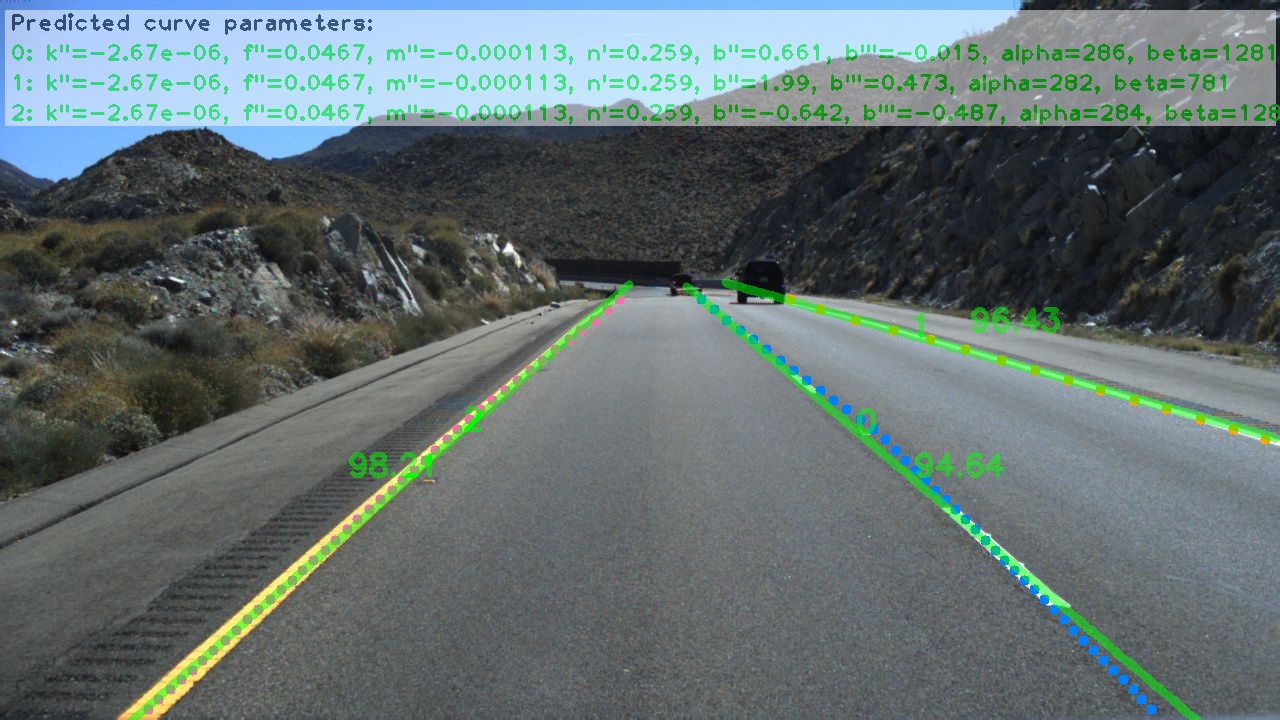 Predicted curve parameters:
0: k''=-2.67e-06, f''=0.0467, m''=-0.000113, n'=0.259, b''=0.661, b'''=-0.015, alpha=286, beta=1281
1: k''=-2.67e-06, f''=0.0467, m''=-0.000113, n'=0.259, b''=1.99, b'''=0.473, alpha=282, beta=781
2: k''=-2.67e-06, f''=0.0467, m''=-0.000113, n'=0.259, b''=-0.642, b'''=-0.487, alpha=284, beta=128
1 96.43
0
98.21
94.64